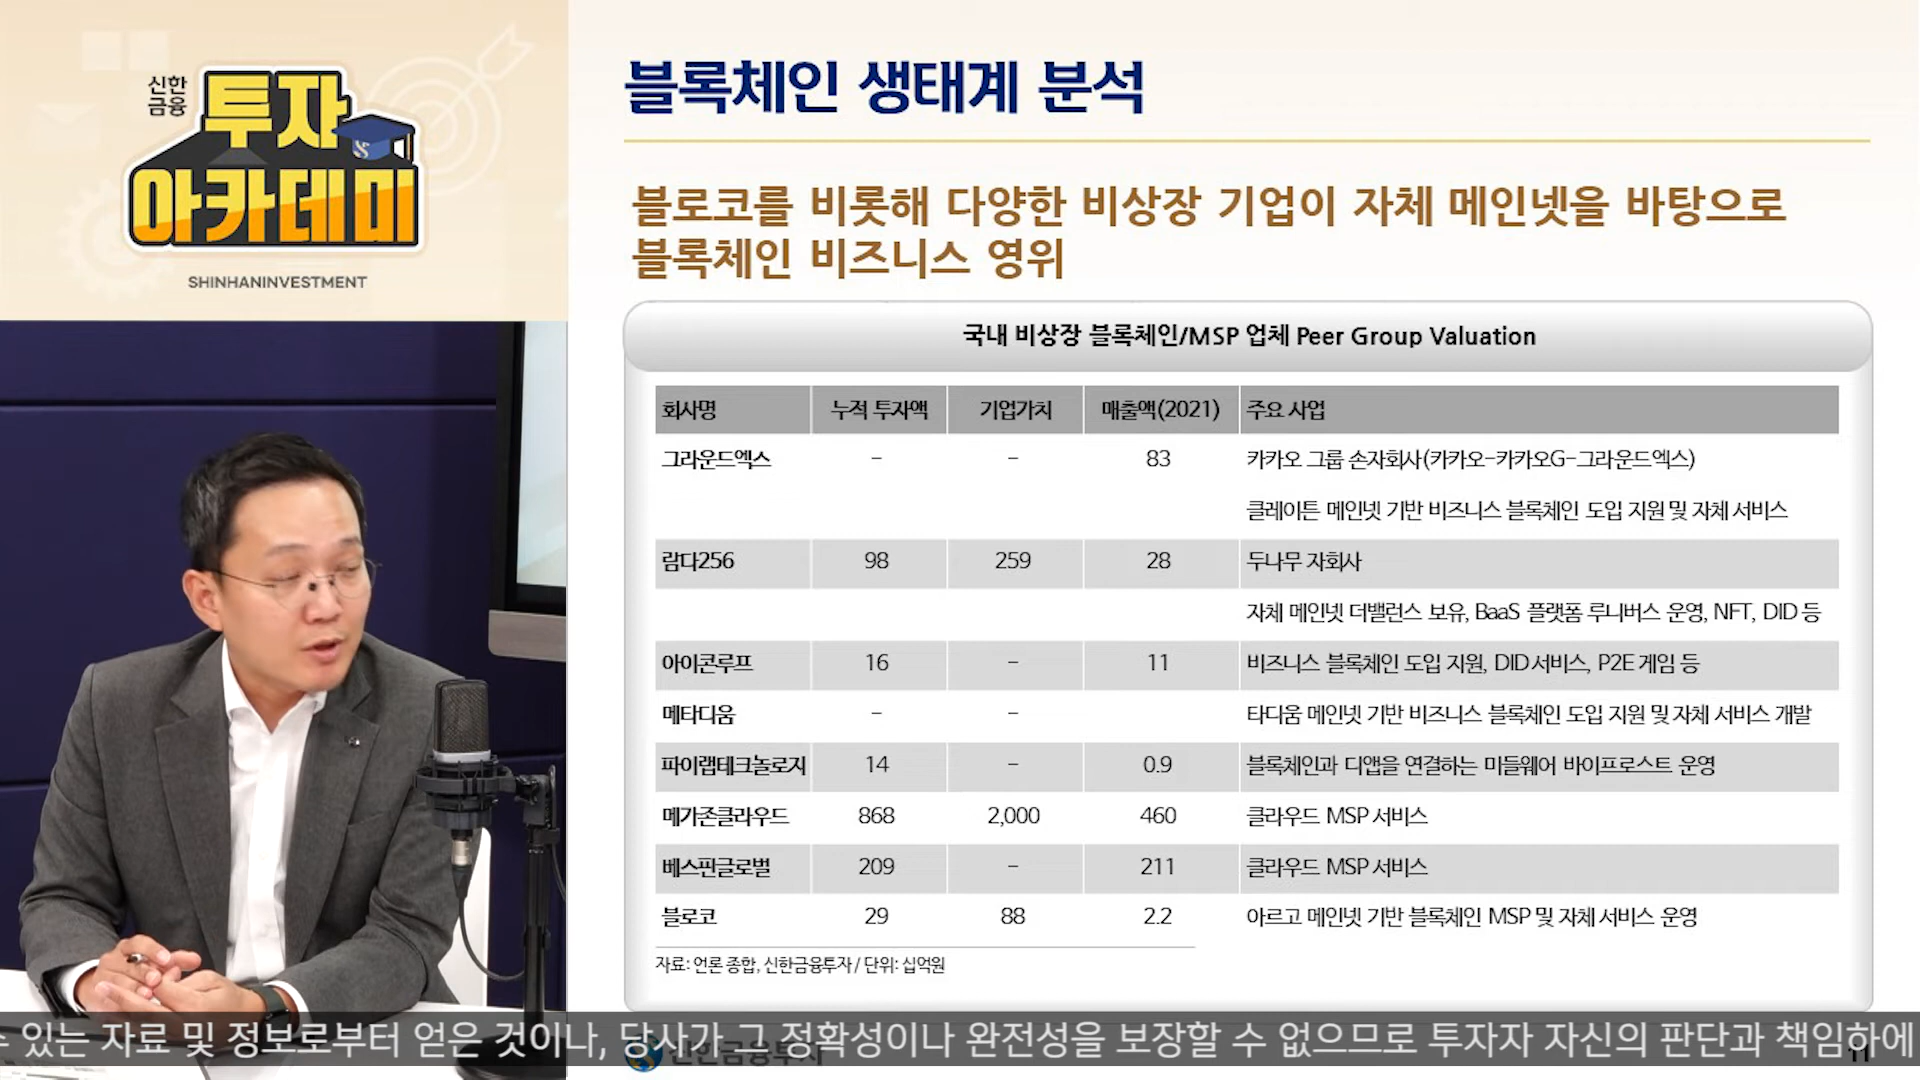 신한
금융
투자
아카데미
SHINHANINVESTMENT
블록체인 생태계 분석
블로코를 비롯해 다양한 비상장 기업이 자체 메인넷을 바탕으로
블록체인 비즈니스 영위
국내 비상장 블록체인/MSP 업체 Peer Group Valuation
회사명 누적 투자액 기업가치 매출액(2021) 주요 사업
그라운드엑스 - - 83 카카오 그룹 손자회사(카카오-카카오G-그라운드엑스)
클레이튼 메인넷 기반 비즈니스 블록체인 도입 지원 및 자체 서비스
람다256 98 259 28 두나무 자회사
자체 메인넷 더밸런스 보유, BaaS 플랫폼 루니버스 운영, NFT, DID 등
아이콘루프 16 - 11 비즈니스 블록체인 도입 지원, DID 서비스, P2E 게임 등
메타디움 - - 타디움 메인넷 기반 비즈니스 블록체인 도입 지원 및 자체 서비스 개발
파이랩테크놀로지 14 - 0.9 블록체인과 디앱을 연결하는 미들웨어 바이프로스트 운영
메가존클라우드 868 2,000 460 클라우드 MSP 서비스
베스핀글로벌 209 - 211 클라우드 MSP 서비스
블로코 29 88 2.2 아르고 메인넷 기반 블록체인 MSP 및 자체 서비스 운영
자료: 언론 종합, 신한금융투자 / 단위: 십억원
있는 자료 및 정보로부터 얻은 것이나, 당사가 그 정확성이나 완전성을 보장할 수 없으므로 투자자 자신의 판단과 책임하에
신한금융투자
11